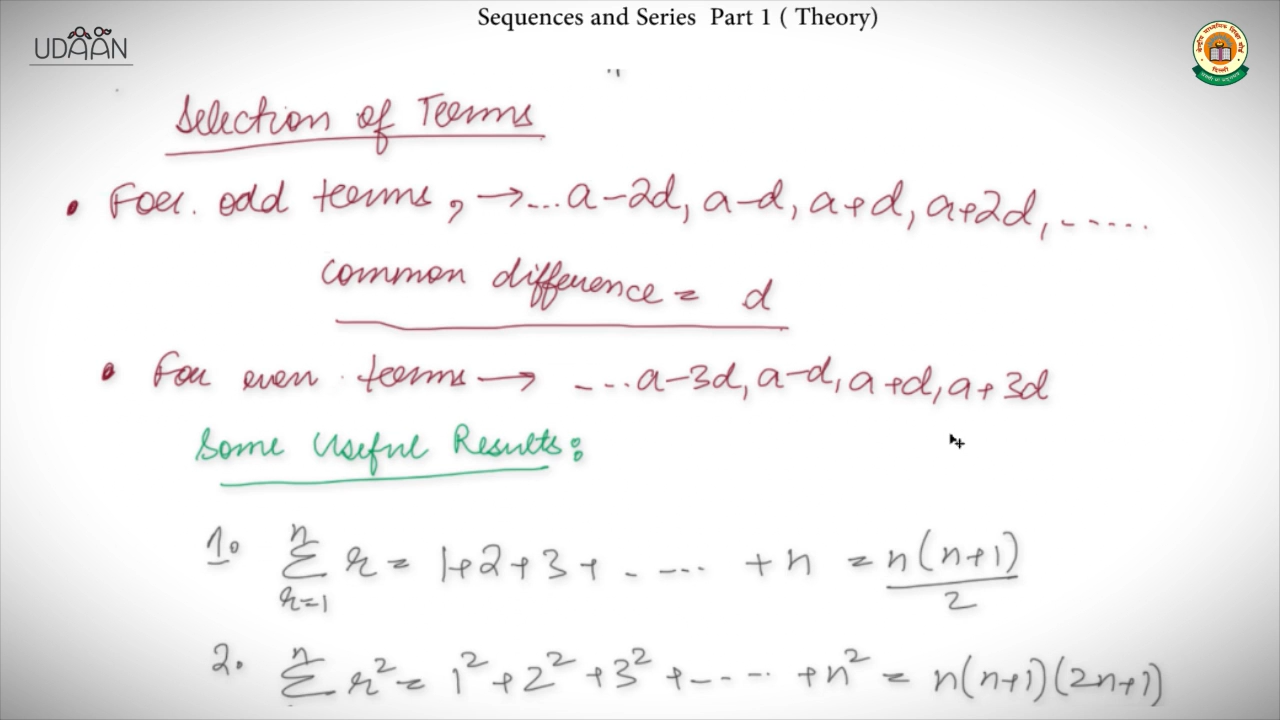 Sequences and Series Part 1 ( Theory)
UDAAN
Selection of Terms
• For odd terms, → ... a-2d, a-d, a+d, a+2d, ......
common difference = d
• For even terms → ... a-3d, a-d, a+d, a+3d
Some Useful Results:
1. n Σ r=1 r = 1+2+3+ ..... + n = n(n+1)/2
2. n Σ r² = 1² + 2² + 3² + ..... + n² = n(n+1)(2n+1)